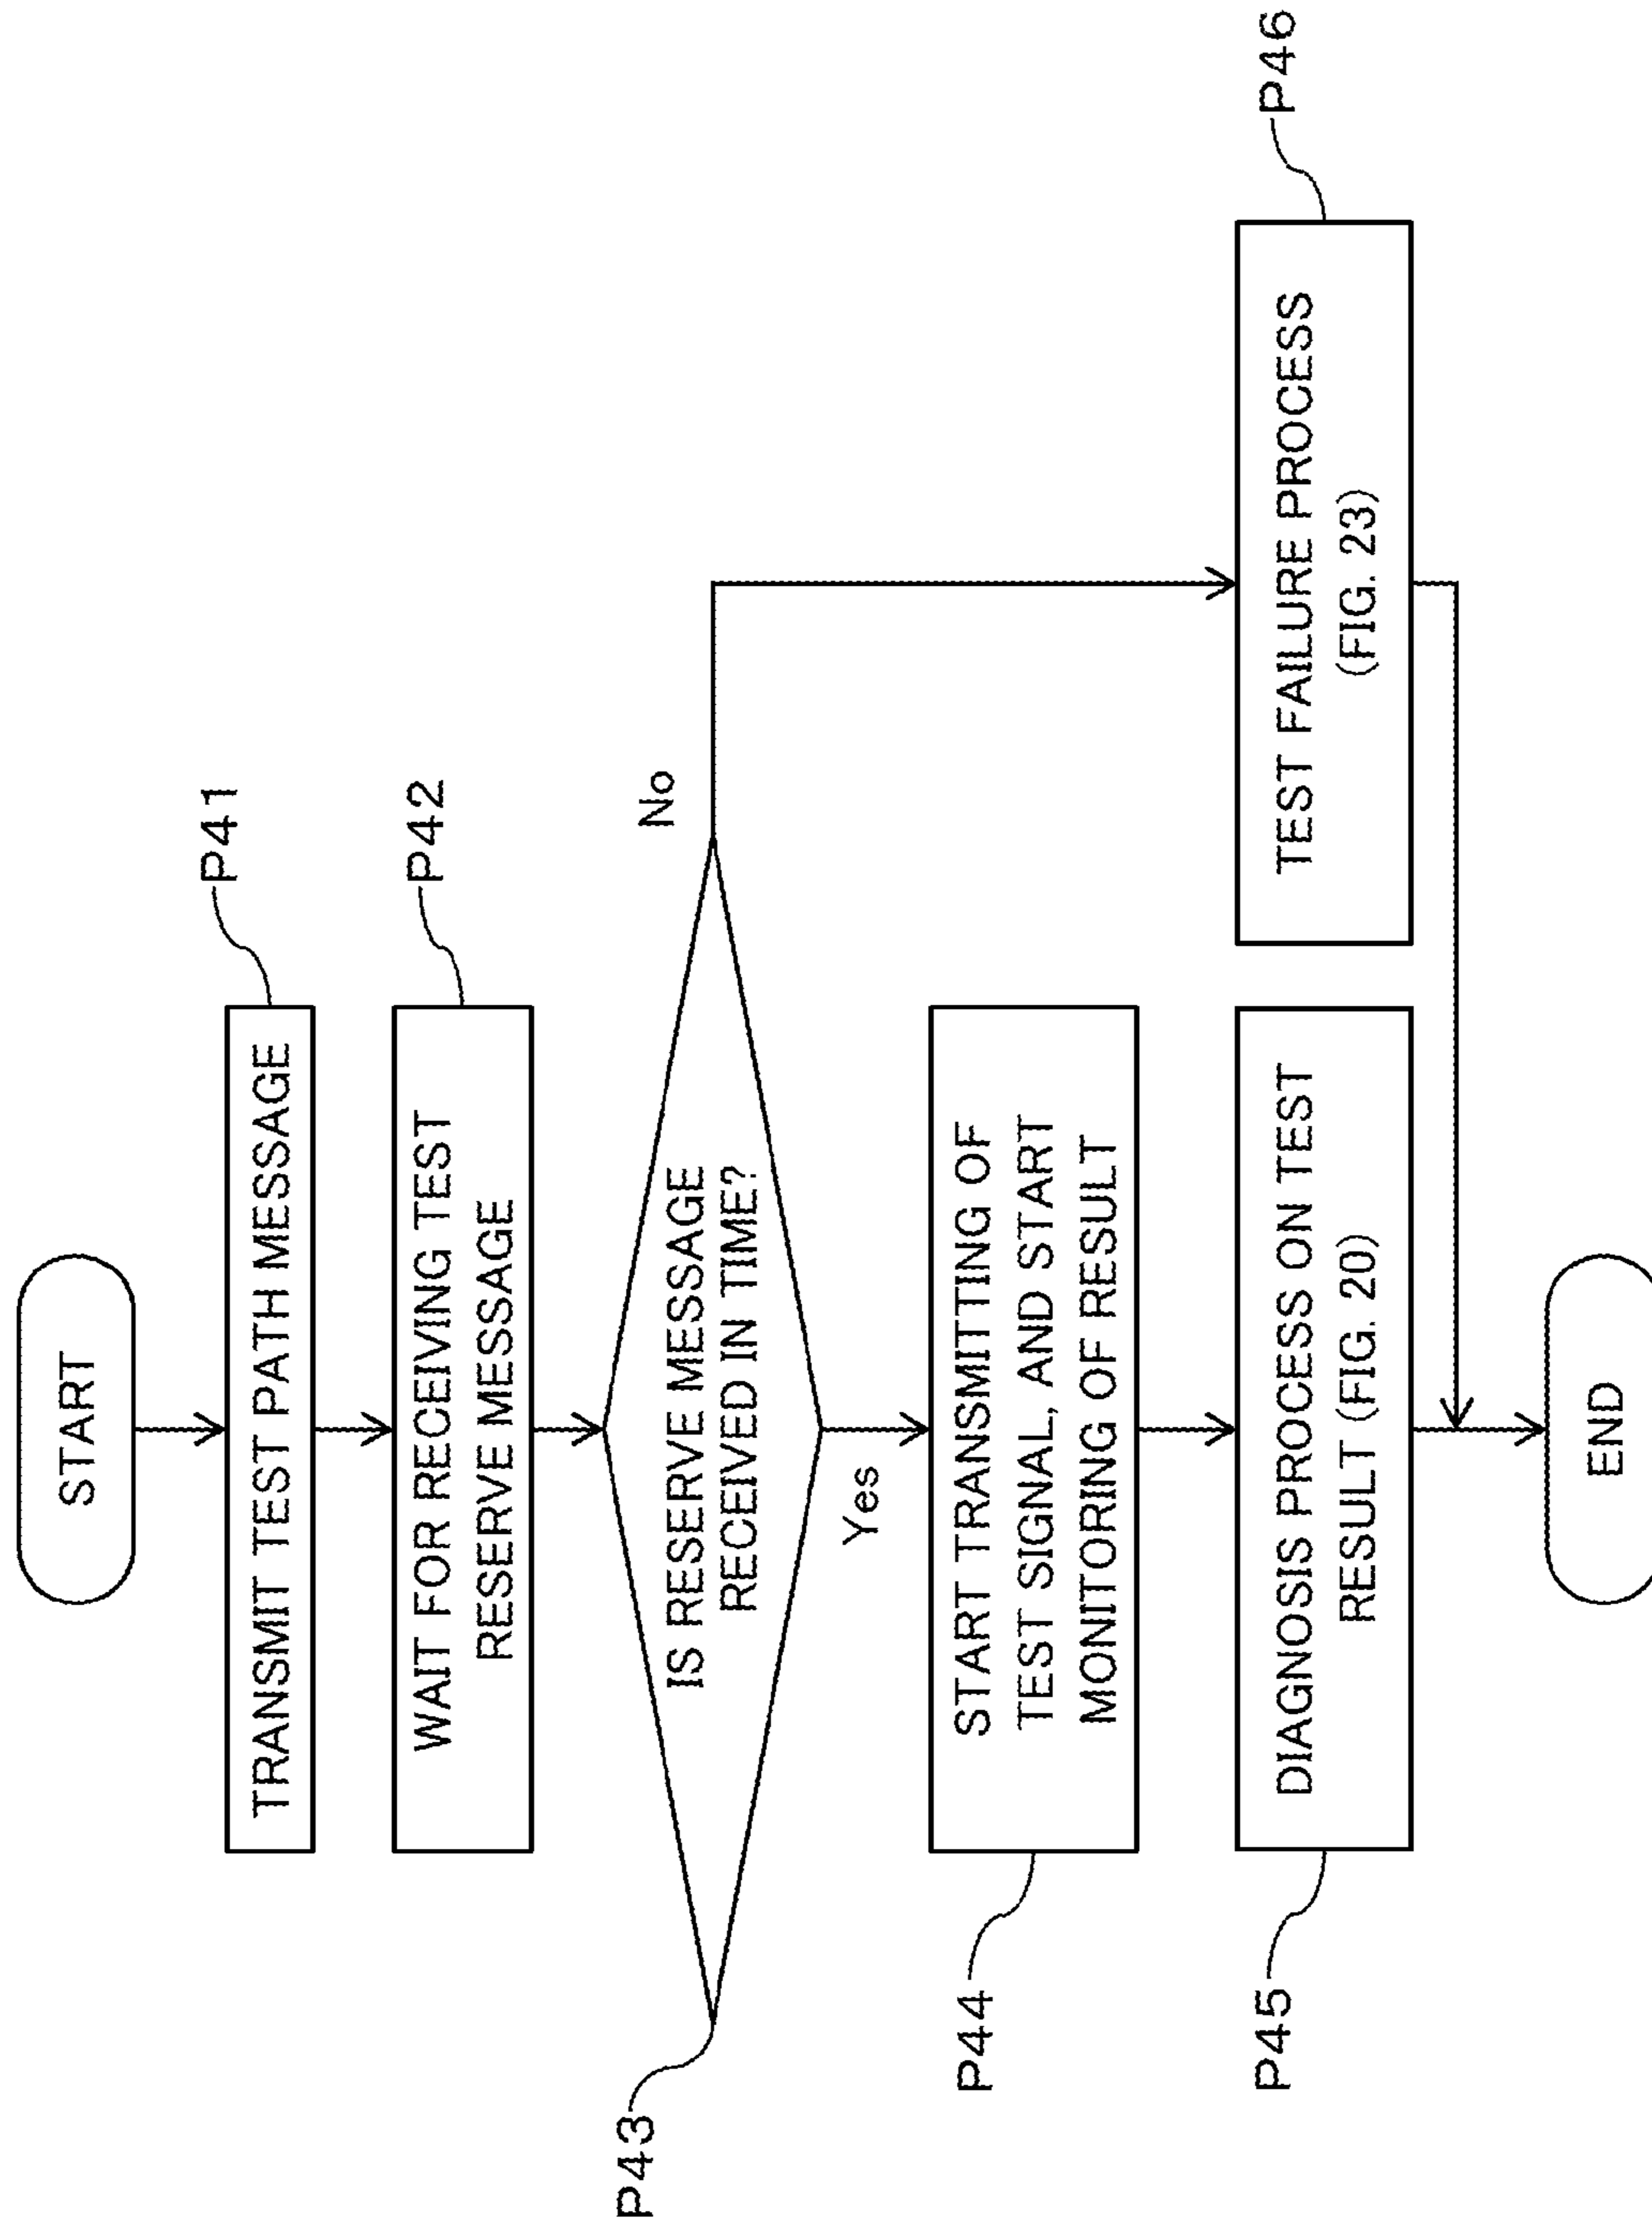 START
P41
TRANSMIT TEST PATH MESSAGE
P42
WAIT FOR RECEIVING TEST
RESERVE MESSAGE
P43
IS RESERVE MESSAGE
RECEIVED IN TIME?
No
Yes
P44
START TRANSMITTING OF
TEST SIGNAL, AND START
MONITORING OF RESULT
P45
DIAGNOSIS PROCESS ON TEST
RESULT (FIG. 20)
P46
TEST FAILURE PROCESS
(FIG. 23)
END